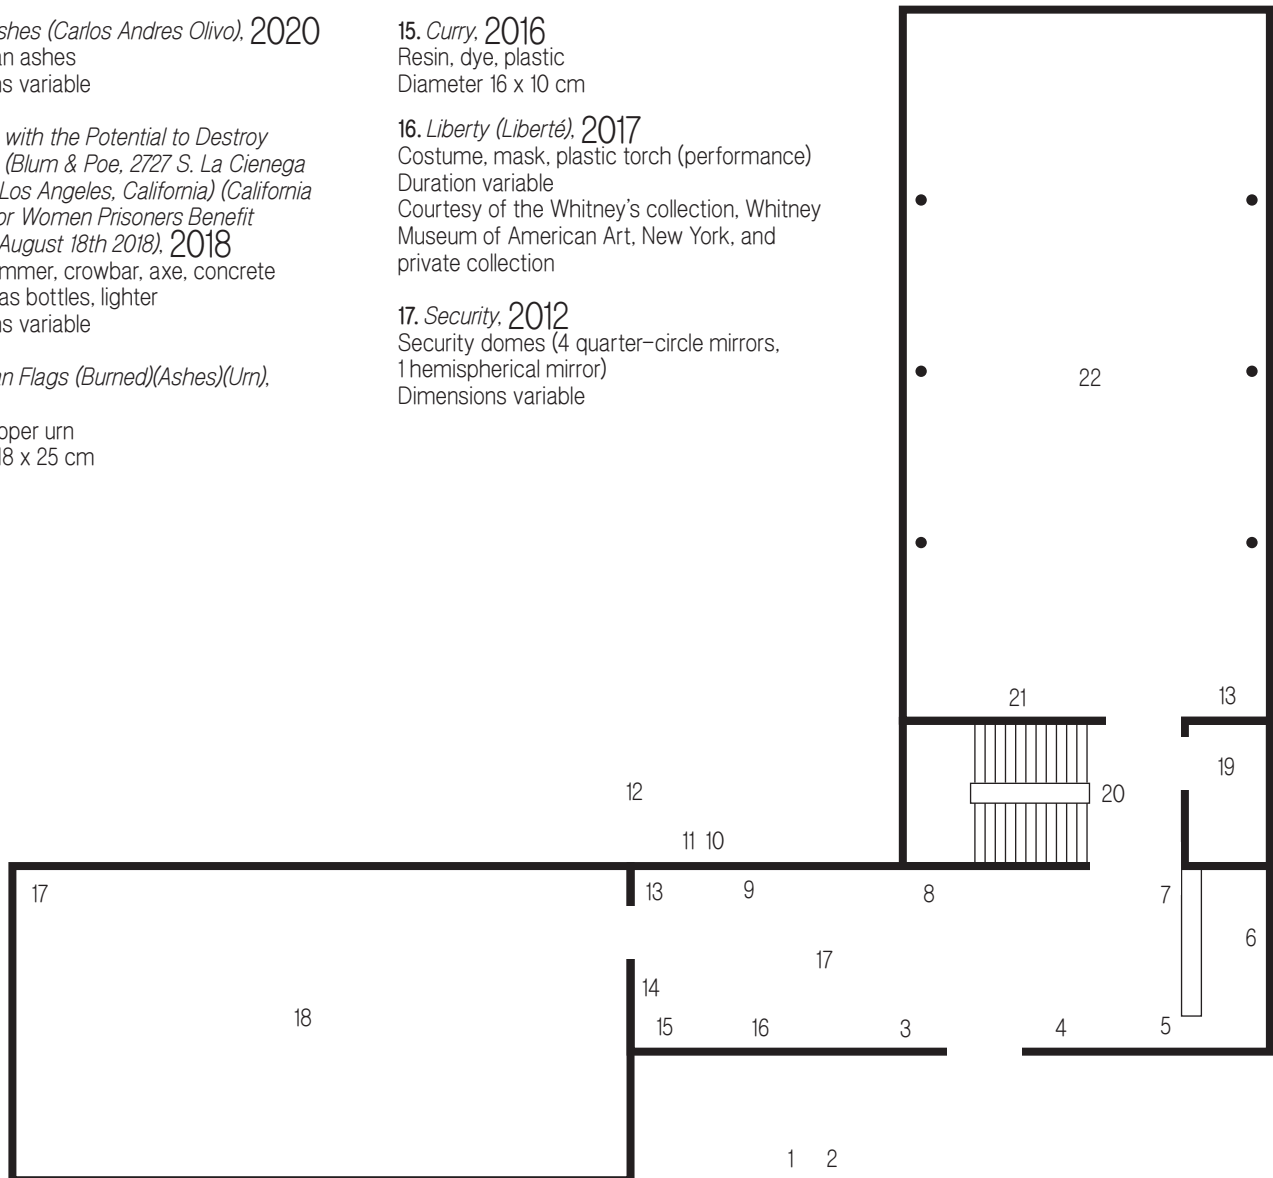 shes (Carlos Andres Olivo), 2020
an ashes
ns variable
with the Potential to Destroy
(Blum & Poe, 2727 S. La Cienega
Los Angeles, California) (California
or Women Prisoners Benefit
August 18th 2018), 2018
mmer, crowbar, axe, concrete
as bottles, lighter
ns variable
an Flags (Burned)(Ashes)(Urn),
oper urn
18 x 25 cm
15. Curry, 2016
Resin, dye, plastic
Diameter 16 x 10 cm
16. Liberty (Liberté), 2017
Costume, mask, plastic torch (performance)
Duration variable
Courtesy of the Whitney's collection, Whitney
Museum of American Art, New York, and
private collection
17. Security, 2012
Security domes (4 quarter-circle mirrors,
1 hemispherical mirror)
Dimensions variable
22
21 13
19
12 20
11 10
17 13 9 8 7
6
17
14
18
15 16 3 4 5
1 2